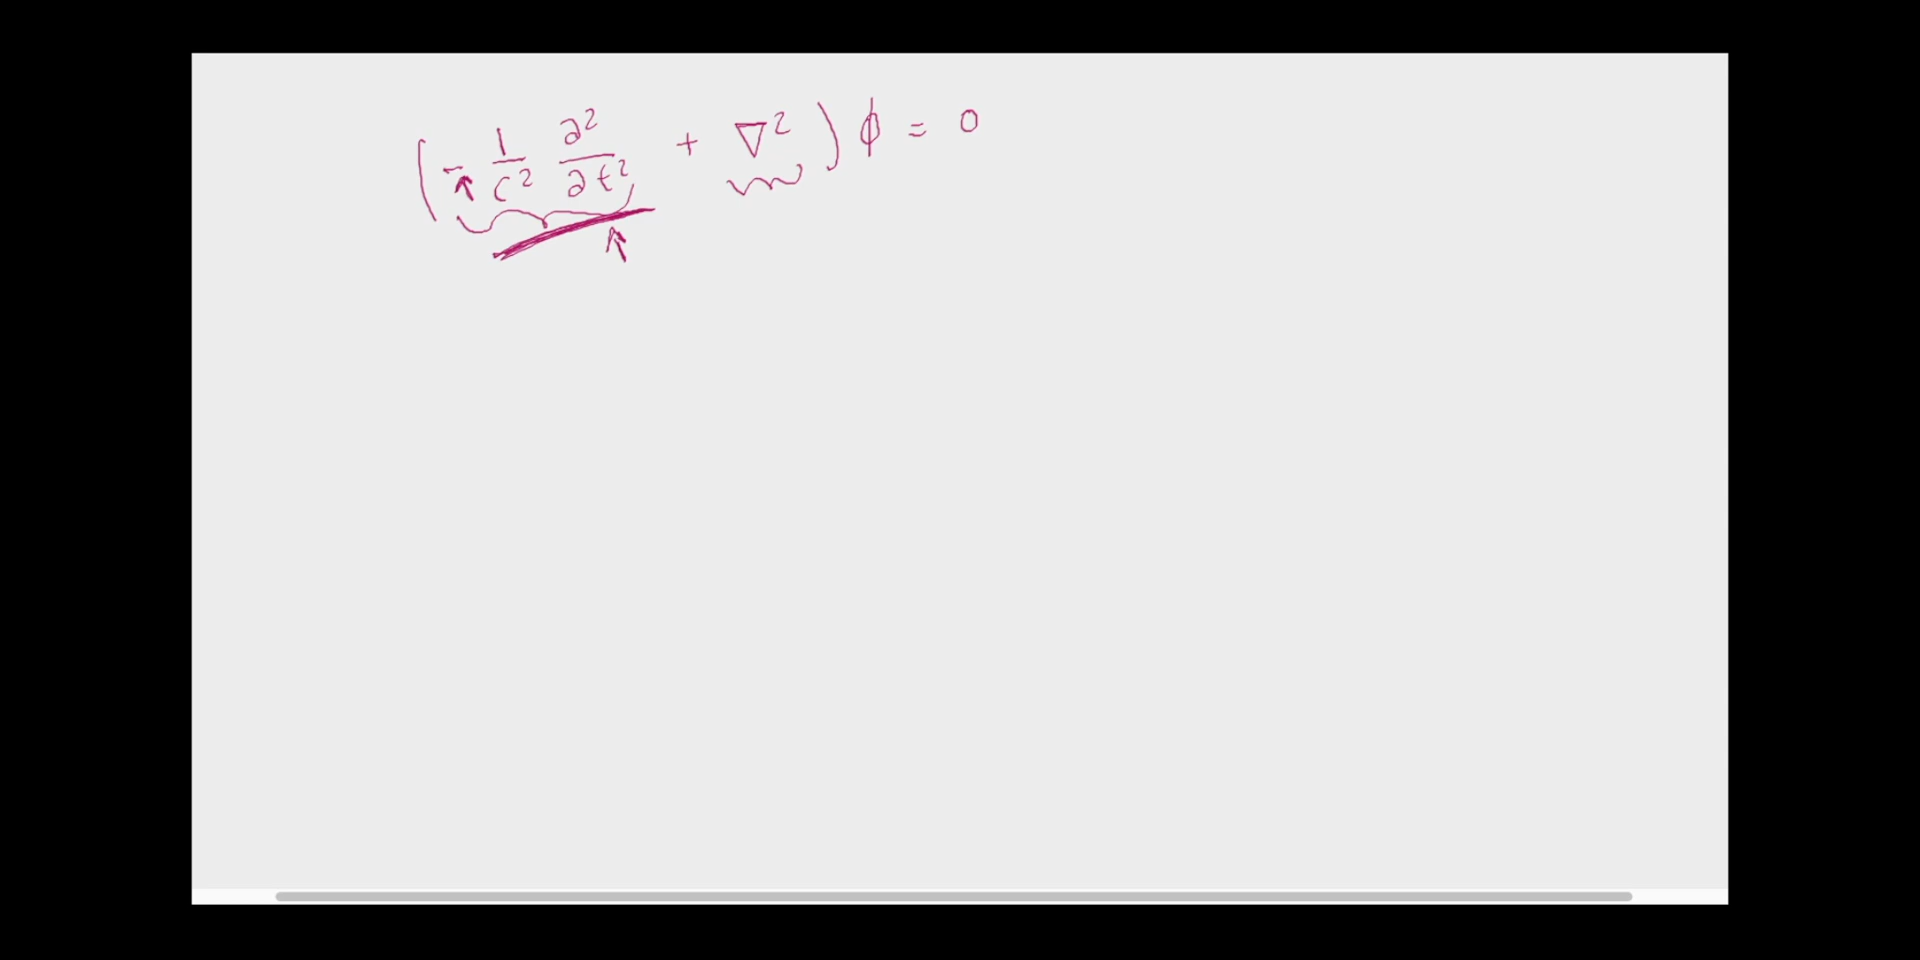 ( - 1/c² ∂²/∂t² + ∇² ) ϕ = 0